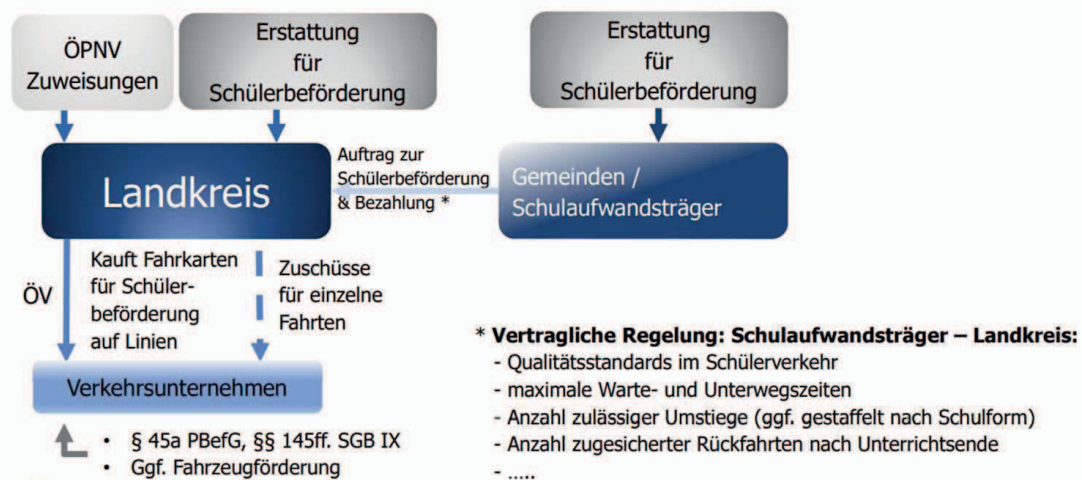 ÖPNV
Zuweisungen
Erstattung
für
Schülerbeförderung
Erstattung
für
Schülerbeförderung
Landkreis
Auftrag zur
Schülerbeförderung
& Bezahlung *
Gemeinden /
Schulaufwandsträger
ÖV
Kauft Fahrkarten
für Schüler-
beförderung
auf Linien
Zuschüsse
für einzelne
Fahrten
Verkehrsunternehmen
• § 45a PBefG, §§ 145ff. SGB IX
• Ggf. Fahrzeugförderung
* Vertragliche Regelung: Schulaufwandsträger – Landkreis:
- Qualitätsstandards im Schülerverkehr
- maximale Warte- und Unterwegszeiten
- Anzahl zulässiger Umstiege (ggf. gestaffelt nach Schulform)
- Anzahl zugesicherter Rückfahrten nach Unterrichtsende
- .....